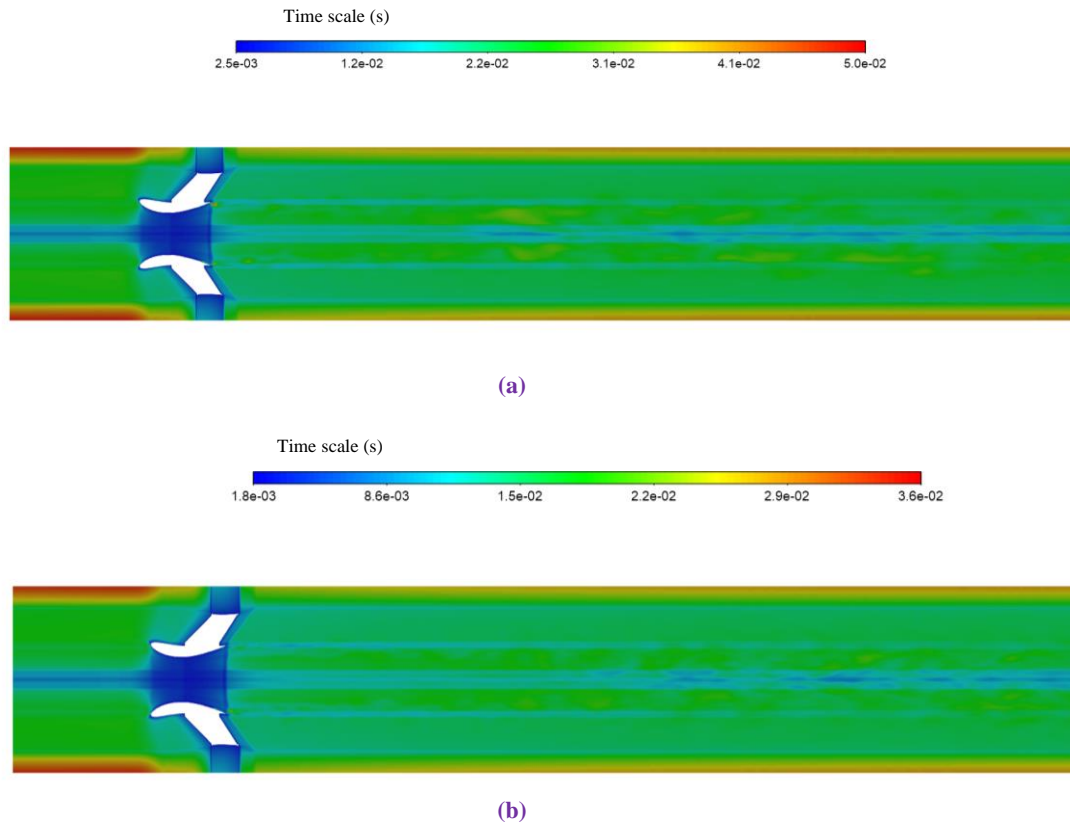 Time scale (s)
2.5e-03 1.2e-02 2.2e-02 3.1e-02 4.1e-02 5.0e-02
(a)
Time scale (s)
1.8e-03 8.6e-03 1.5e-02 2.2e-02 2.9e-02 3.6e-02
(b)